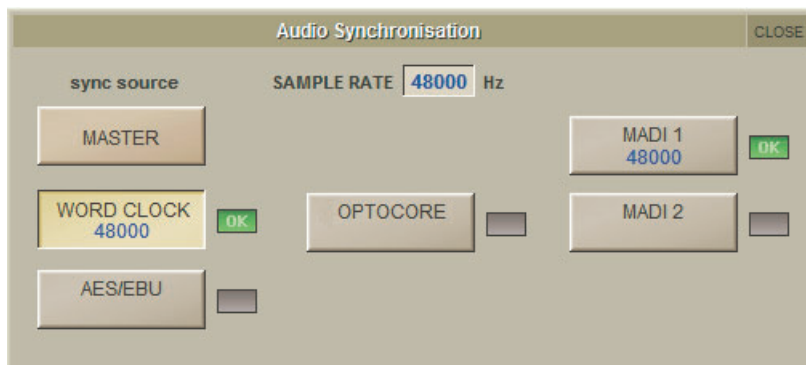 Audio Synchronisation
CLOSE
sync source
SAMPLE RATE 48000 Hz
MASTER
MADI 1
48000
OK
WORD CLOCK
48000
OK
OPTOCORE
MADI 2
AES/EBU